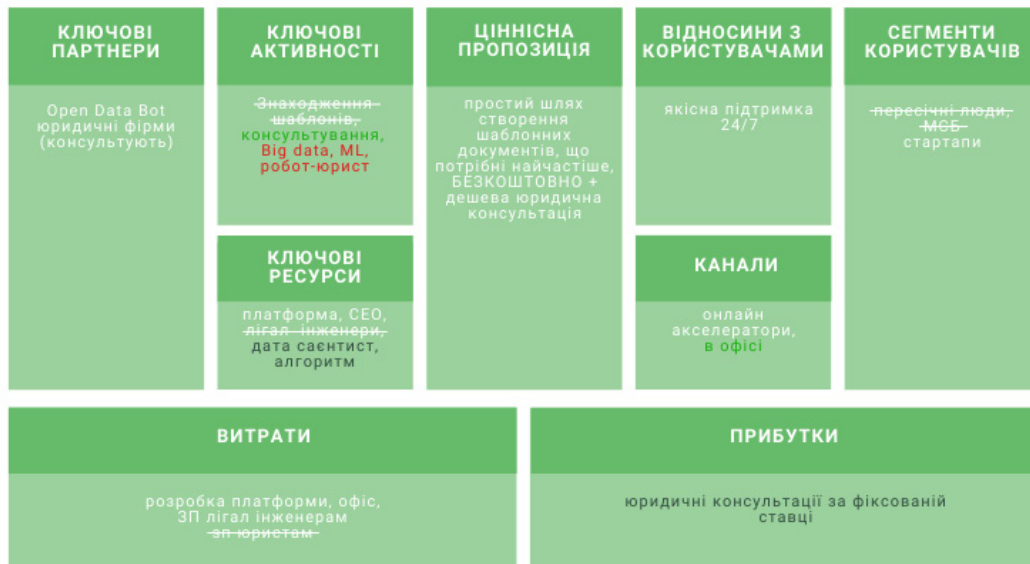 КЛЮЧОВІ
ПАРТНЕРИ
Open Data Bot
юридичні фірми
(консультують)
КЛЮЧОВІ
АКТИВНОСТІ
Знаходження
шаблонів,
консультування,
Big data, ML,
робот-юрист
КЛЮЧОВІ
РЕСУРСИ
платформа, СЕО,
лігал інженери,
дата саєнтист,
алгоритм
ЦІННІСНА
ПРОПОЗИЦІЯ
простий шлях
створення
шаблонних
документів, що
потрібні найчастіше,
БЕЗКОШТОВНО +
дешева юридична
консультація
ВІДНОСИНИ З
КОРИСТУВАЧАМИ
якісна підтримка
24/7
КАНАЛИ
онлайн
акселератори,
в офісі
СЕГМЕНТИ
КОРИСТУВАЧІВ
пересічні люди,
МСБ
стартапи
ВИТРАТИ
розробка платформи, офіс,
ЗП лігал інженерам
зп юристам
ПРИБУТКИ
юридичні консультації за фіксованій
ставці